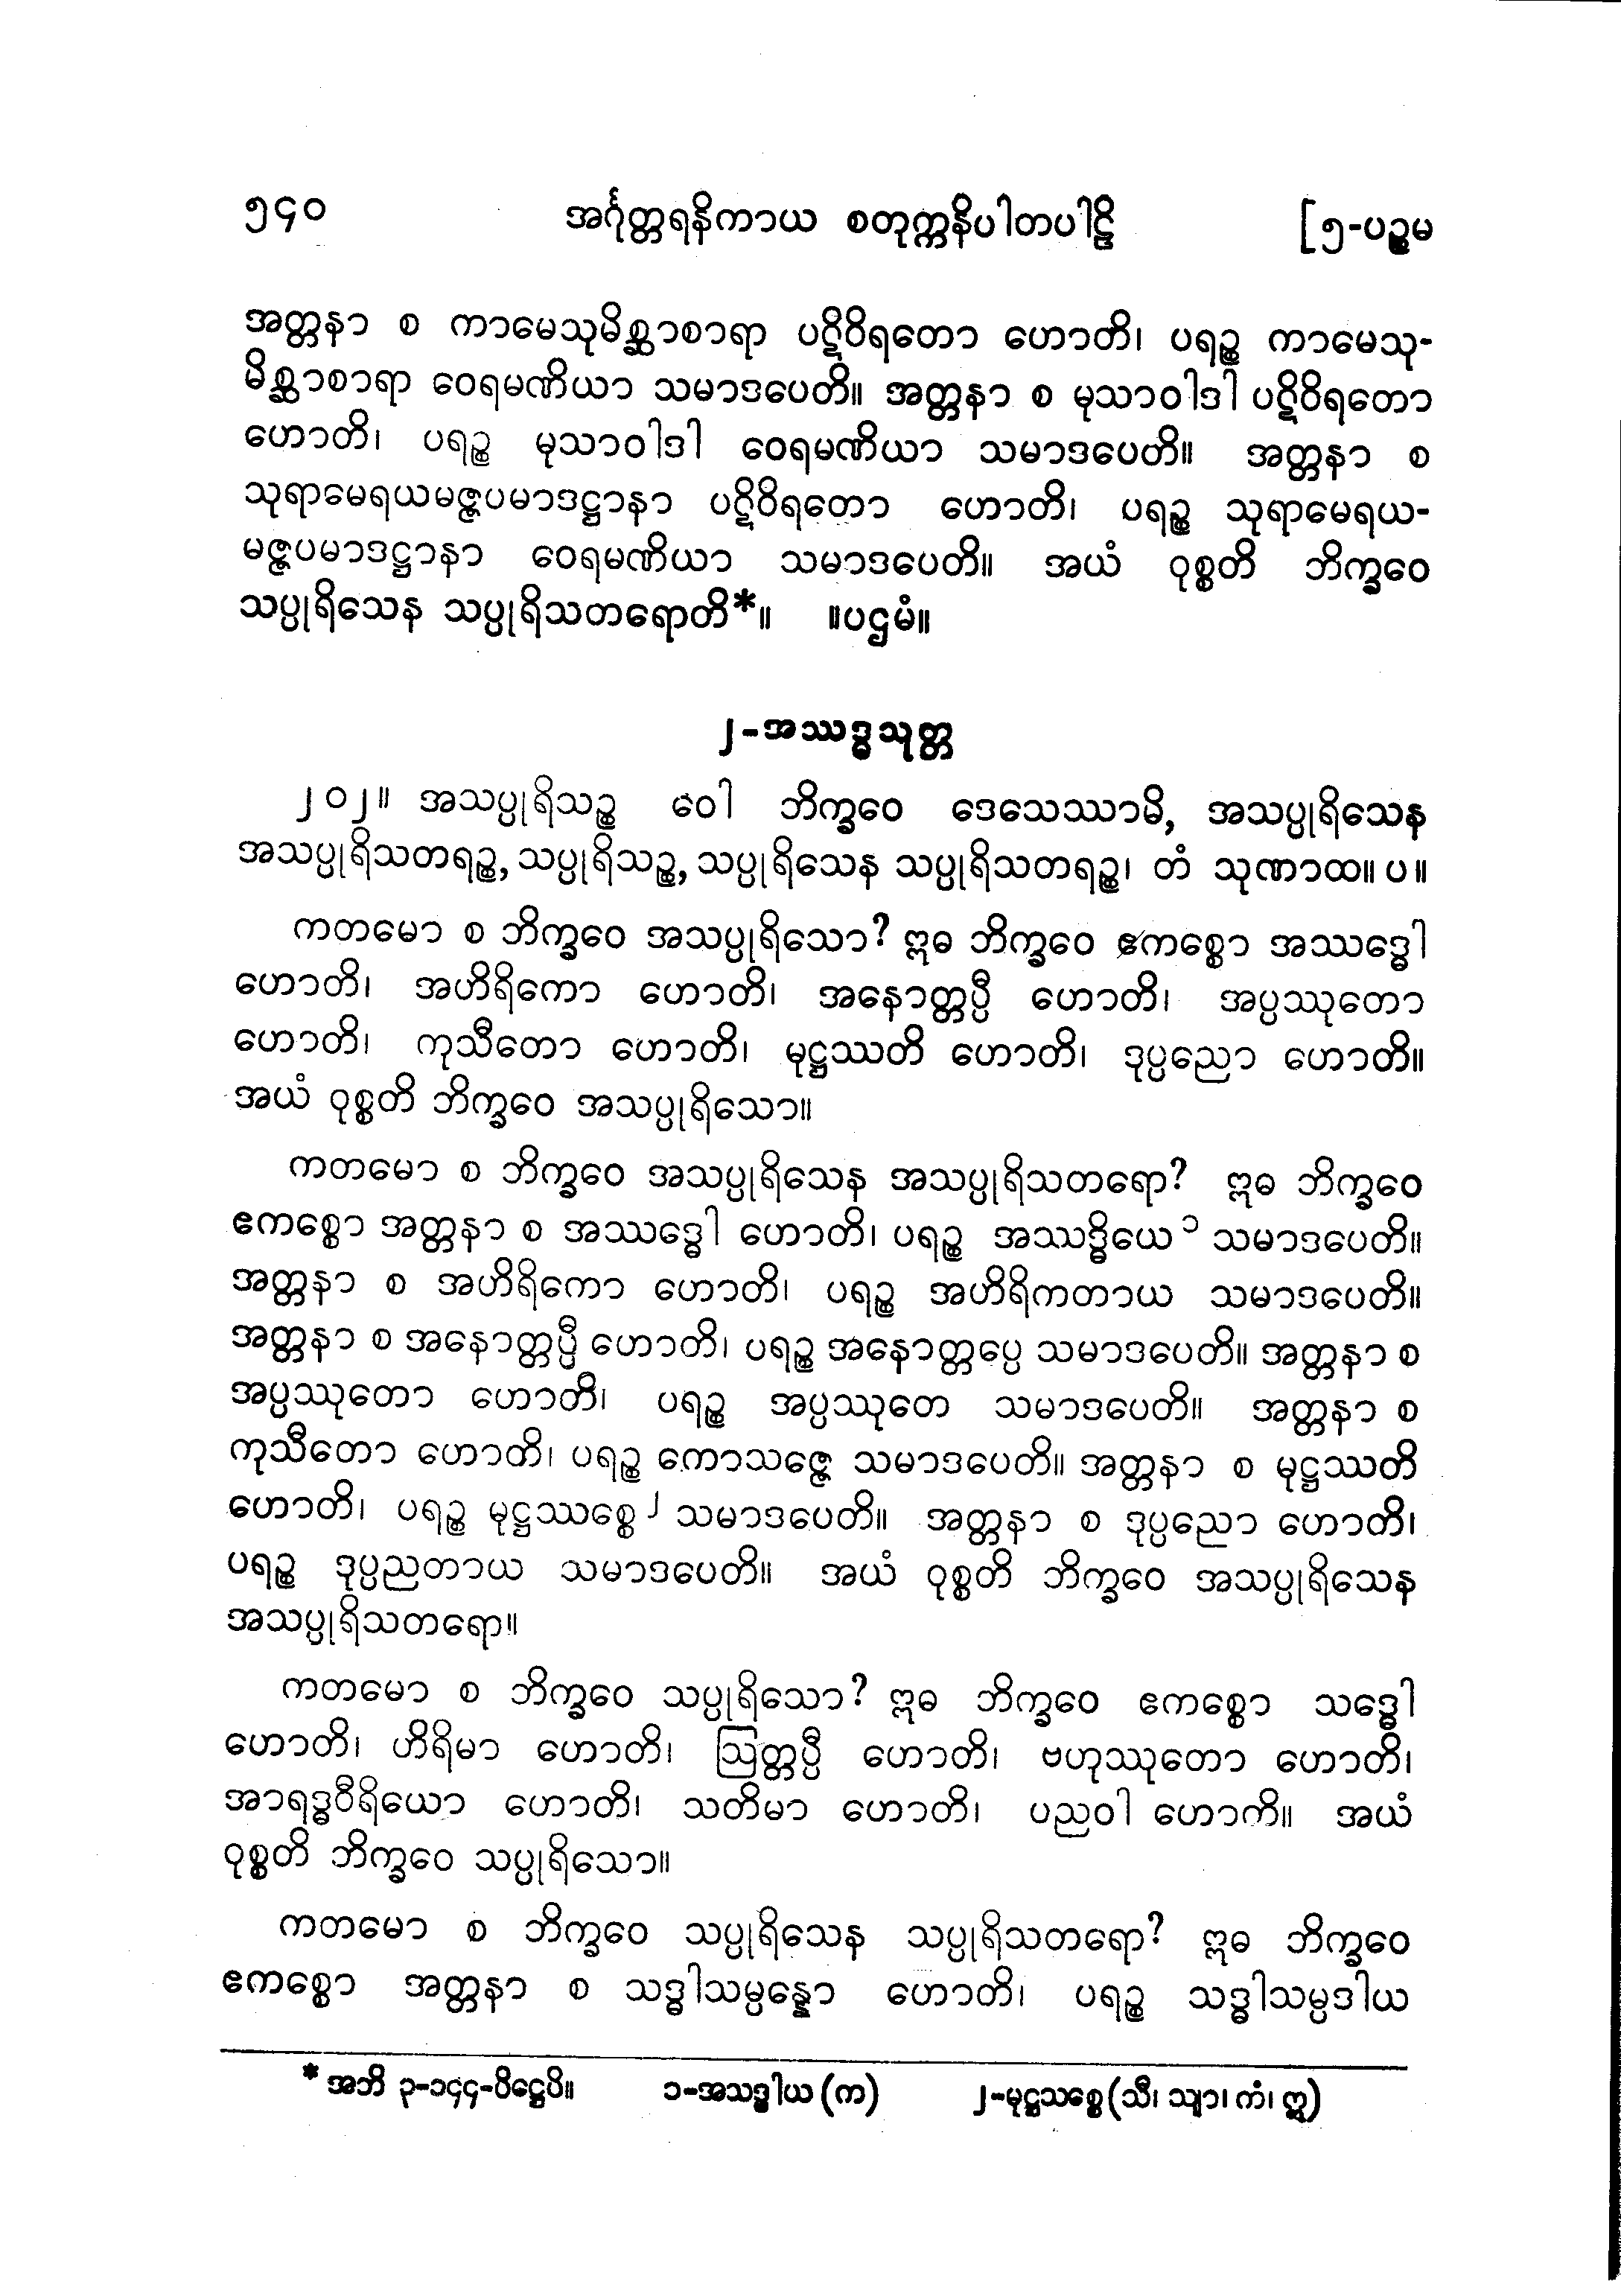 ၅၄၀ အင်္ဂုတ္တရနိကာယ စတုက္ကနိပါတပါဠိ [၅-ပဉ္စမ
အတ္တနာ စ ကာမေသုမိစ္ဆာစာရာ ပဋိဝိရတော ဟောတိ၊ ပရဉ္စ ကာမေသု-
မိစ္ဆာစာရာ ဝေရမဏိယာ သမာဒပေတိ။ အတ္တနာ စ မုသာဝါဒါ ပဋိဝိရတော
ဟောတိ၊ ပရဉ္စ မုသာဝါဒါ ဝေရမဏိယာ သမာဒပေတိ။ အတ္တနာ စ
သုရာမေရယမဇ္ဇပမာဒဋ္ဌာနာ ပဋိဝိရတော ဟောတိ၊ ပရဉ္စ သုရာမေရယ-
မဇ္ဇပမာဒဋ္ဌာနာ ဝေရမဏိယာ သမာဒပေတိ။ အယံ ဝုစ္စတိ ဘိက္ခဝေ
သပ္ပုရိသေန သပ္ပုရိသတရောတိ*။ ။ပဌမံ။
၂-အဿဒ္ဓသုတ္တ
၂၀၂။ အသပ္ပုရိသဉ္စ ဝေါ ဘိက္ခဝေ ဒေသေဿာမိ, အသပ္ပုရိသေန
အသပ္ပုရိသတရဉ္စ, သပ္ပုရိသဉ္စ, သပ္ပုရိသေန သပ္ပုရိသတရဉ္စ၊ တံ သုဏာထ။ ပ။
ကတမော စ ဘိက္ခဝေ အသပ္ပုရိသော? ဣဓ ဘိက္ခဝေ ဧကစ္စော အဿဒ္ဓေါ
ဟောတိ၊ အဟိရိကော ဟောတိ၊ အနောတ္တပ္ပီ ဟောတိ၊ အပ္ပဿုတော
ဟောတိ၊ ကုသီတော ဟောတိ၊ မုဋ္ဌဿတိ ဟောတိ၊ ဒုပ္ပညော ဟောတိ။
အယံ ဝုစ္စတိ ဘိက္ခဝေ အသပ္ပုရိသော။
ကတမော စ ဘိက္ခဝေ အသပ္ပုရိသေန အသပ္ပုရိသတရော? ဣဓ ဘိက္ခဝေ
ဧကစ္စော အတ္တနာ စ အဿဒ္ဓေါ ဟောတိ၊ ပရဉ္စ အဿဒ္ဓိယေ ၁ သမာဒပေတိ။
အတ္တနာ စ အဟိရိကော ဟောတိ၊ ပရဉ္စ အဟိရိကတာယ သမာဒပေတိ။
အတ္တနာ စ အနောတ္တပ္ပီ ဟောတိ၊ ပရဉ္စ အနောတ္တပ္ပေ သမာဒပေတိ။ အတ္တနာ စ
အပ္ပဿုတော ဟောတိ၊ ပရဉ္စ အပ္ပဿုတေ သမာဒပေတိ။ အတ္တနာ စ
ကုသီတော ဟောတိ၊ ပရဉ္စ ကောသဇ္ဇေ သမာဒပေတိ။ အတ္တနာ စ မုဋ္ဌဿတိ
ဟောတိ၊ ပရဉ္စ မုဋ္ဌဿစ္စေ ၂ သမာဒပေတိ။ အတ္တနာ စ ဒုပ္ပညော ဟောတိ၊
ပရဉ္စ ဒုပ္ပညတာယ သမာဒပေတိ။ အယံ ဝုစ္စတိ ဘိက္ခဝေ အသပ္ပုရိသေန
အသပ္ပုရိသတရော။
ကတမော စ ဘိက္ခဝေ သပ္ပုရိသော? ဣဓ ဘိက္ခဝေ ဧကစ္စော သဒ္ဓေါ
ဟောတိ၊ ဟိရိမာ ဟောတိ၊ ဩတ္တပ္ပီ ဟောတိ၊ ဗဟုဿုတော ဟောတိ၊
အာရဒ္ဓဝီရိယော ဟောတိ၊ သတိမာ ဟောတိ၊ ပညဝါ ဟောကိ။ အယံ
ဝုစ္စတိ ဘိက္ခဝေ သပ္ပုရိသော။
ကတမော စ ဘိက္ခဝေ သပ္ပုရိသေန သပ္ပုရိသတရော? ဣဓ ဘိက္ခဝေ
ဧကစ္စော အတ္တနာ စ သဒ္ဓါသမ္ပန္နော ဟောတိ၊ ပရဉ္စ သဒ္ဓါသမ္ပဒါယ
* အဘိ ၃-၁၄၄-ပိဋ္ဌေပိ။ ၁-အသဒ္ဓါယ (က) ၂-မုဋ္ဌသစ္စေ (သီ၊ သျာ၊ ကံ၊ ဣ)